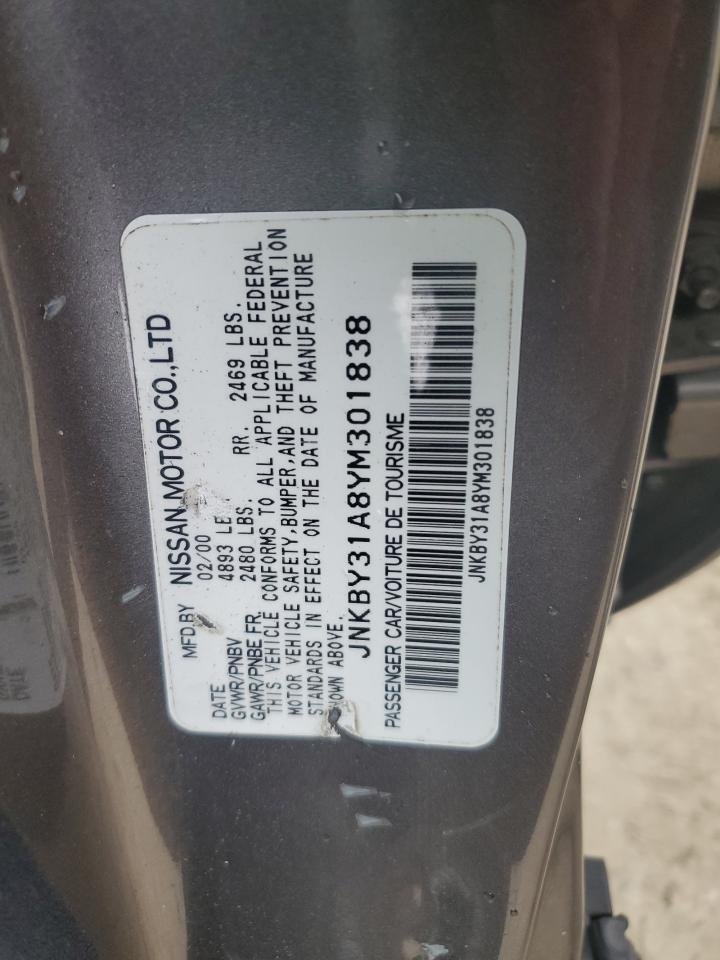 MFD.BY NISSAN MOTOR CO.,LTD
DATE 02/00
GVWR/PNBV 4893 LB
GAWR/PNBE FR. 2480 LBS. RR. 2469 LBS.
THIS VEHICLE CONFORMS TO ALL APPLICABLE FEDERAL
MOTOR VEHICLE SAFETY,BUMPER,AND THEFT PREVENTION
STANDARDS IN EFFECT ON THE DATE OF MANUFACTURE
SHOWN ABOVE.
JNKBY31A8YM301838
PASSENGER CAR/VOITURE DE TOURISME
JNKBY31A8YM301838